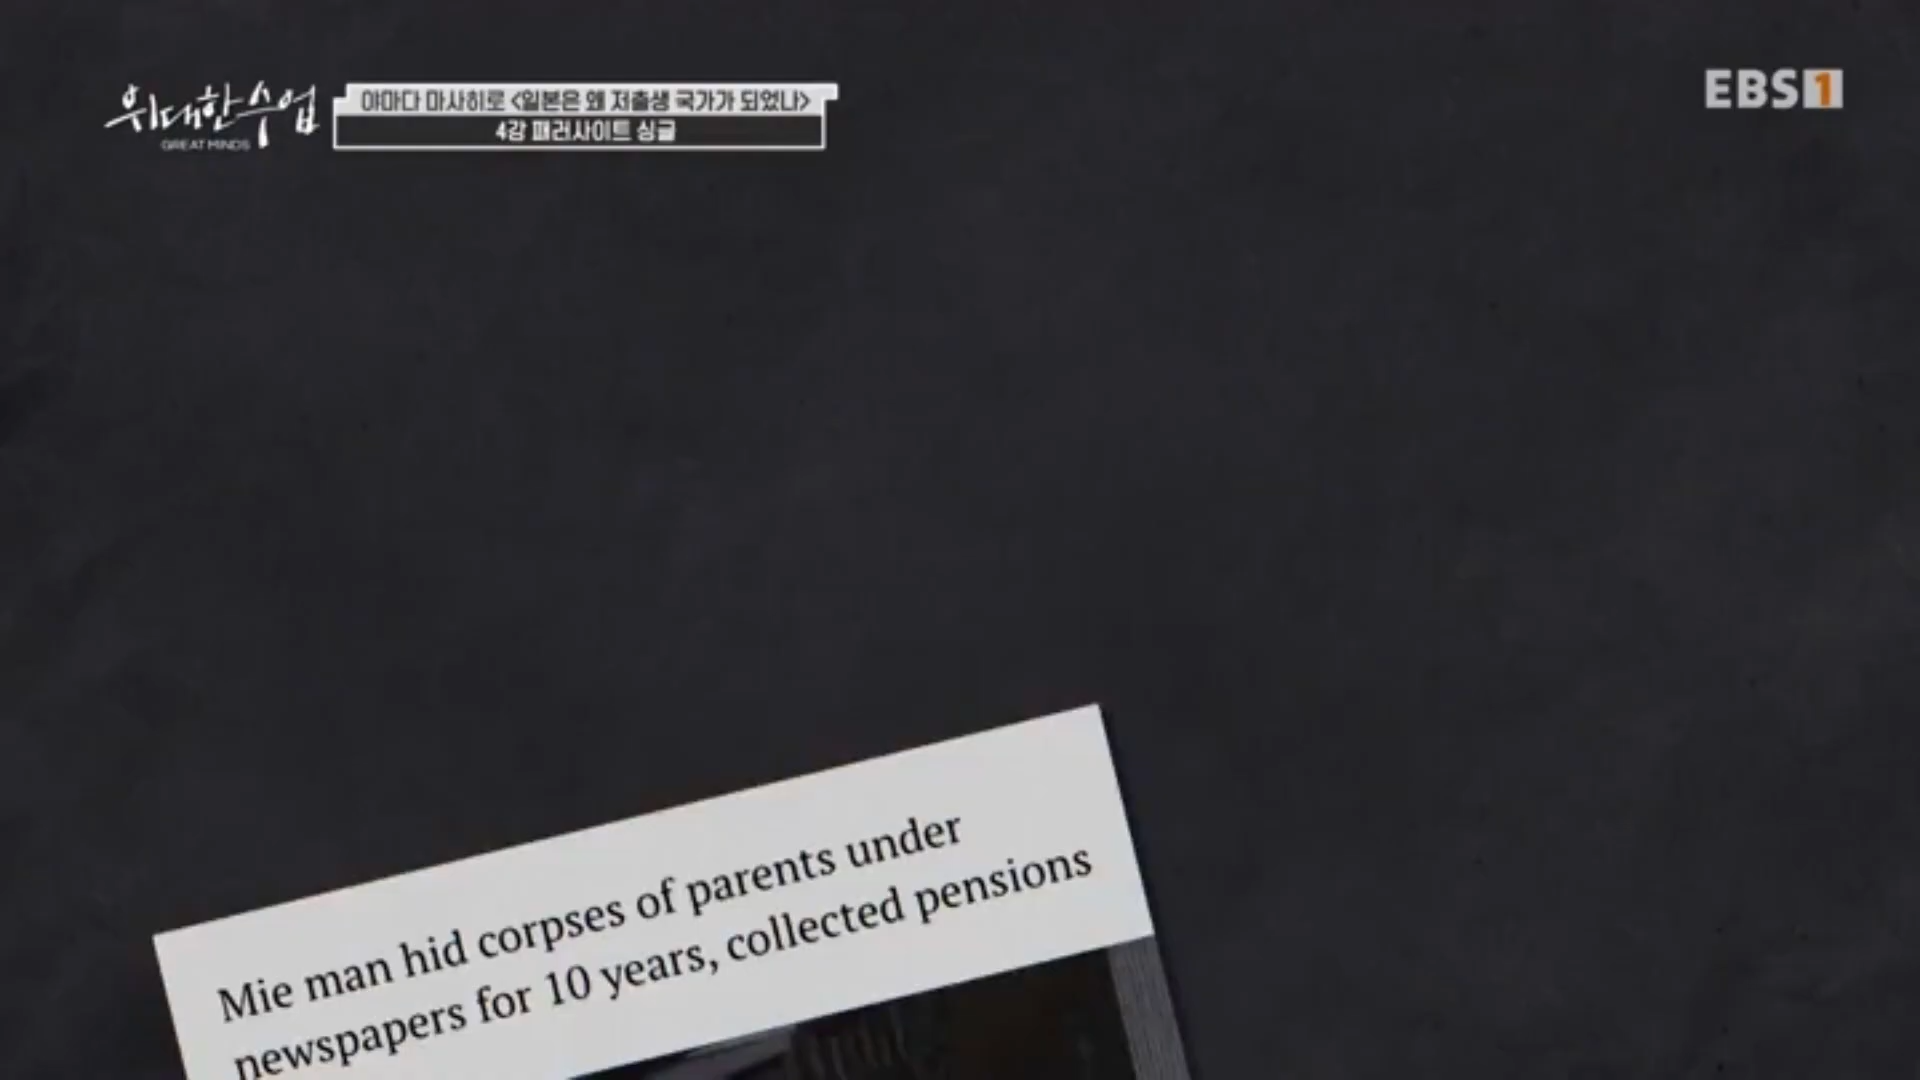 위대한 수업
GREAT MINDS
야마다 마사히로 <일본은 왜 저출생 국가가 되었나>
4강 패러사이트 싱글
EBS1
Mie man hid corpses of parents under
newspapers for 10 years, collected pensions